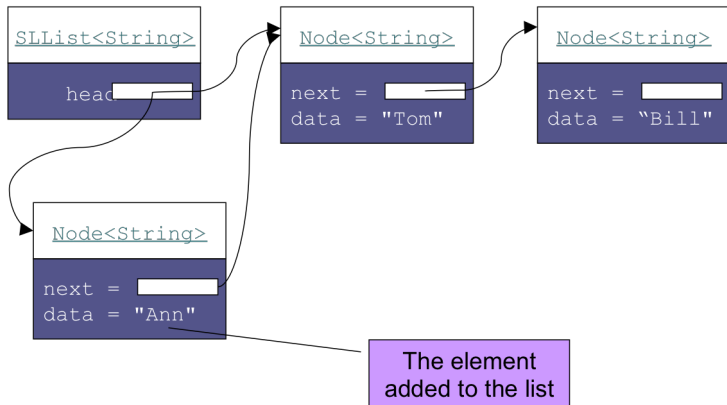 SLList<String>
head
Node<String>
next =
data = "Tom"
Node<String>
next =
data = “Bill"
Node<String>
next =
data = "Ann"
The element
added to the list